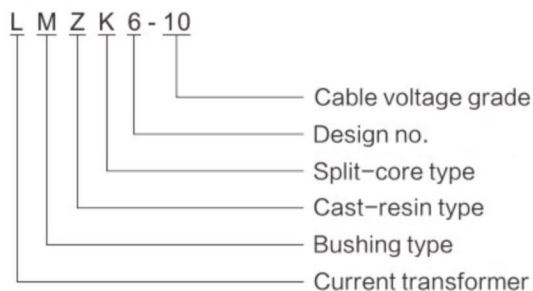 L M Z K 6 - 10
Cable voltage grade
Design no.
Split-core type
Cast-resin type
Bushing type
Current transformer